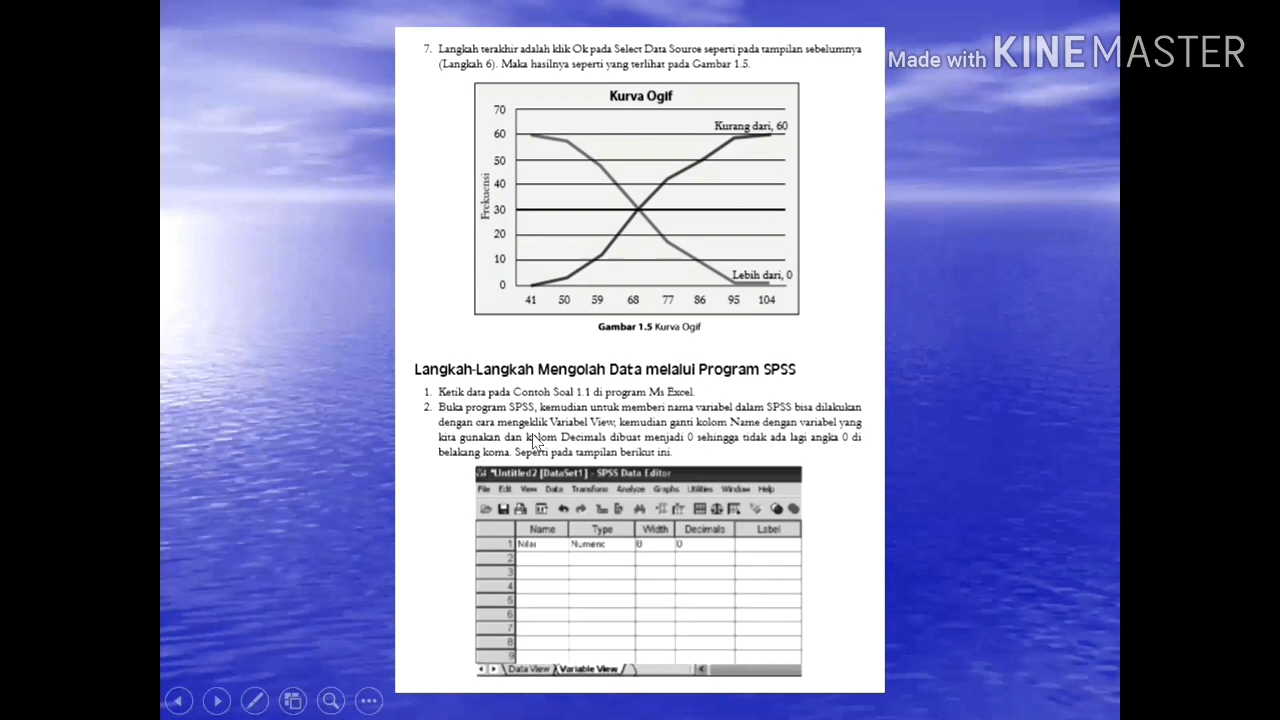 Made with KINEMASTER
7. Langkah terakhir adalah klik Ok pada Select Data Source seperti pada tampilan sebelumnya
(Langkah 6). Maka hasilnya seperti yang terlihat pada Gambar 1.5.
Kurva Ogif
Frekuensi
70
60
50
40
30
20
10
0
Kurang dari, 60
Lebih dari, 0
41 50 59 68 77 86 95 104
Gambar 1.5 Kurva Ogif
Langkah-Langkah Mengolah Data melalui Program SPSS
1. Ketik data pada Contoh Soal 1.1 di program Ms Excel.
2. Buka program SPSS, kemudian untuk memberi nama variabel dalam SPSS bisa dilakukan
dengan cara mengeklik Variabel View, kemudian ganti kolom Name dengan variabel yang
kita gunakan dan kolom Decimals dibuat menjadi 0 sehingga tidak ada lagi angka 0 di
belakang koma. Seperti pada tampilan berikut ini.
*Untitled2 [DataSet1] - SPSS Data Editor
File Edit View Data Transform Analyze Graphs Utilities Window Help
Name Type Width Decimals Label
1 Nilai Numeric 8 0
2
3
4
5
6
7
8
9
Data View Variable View